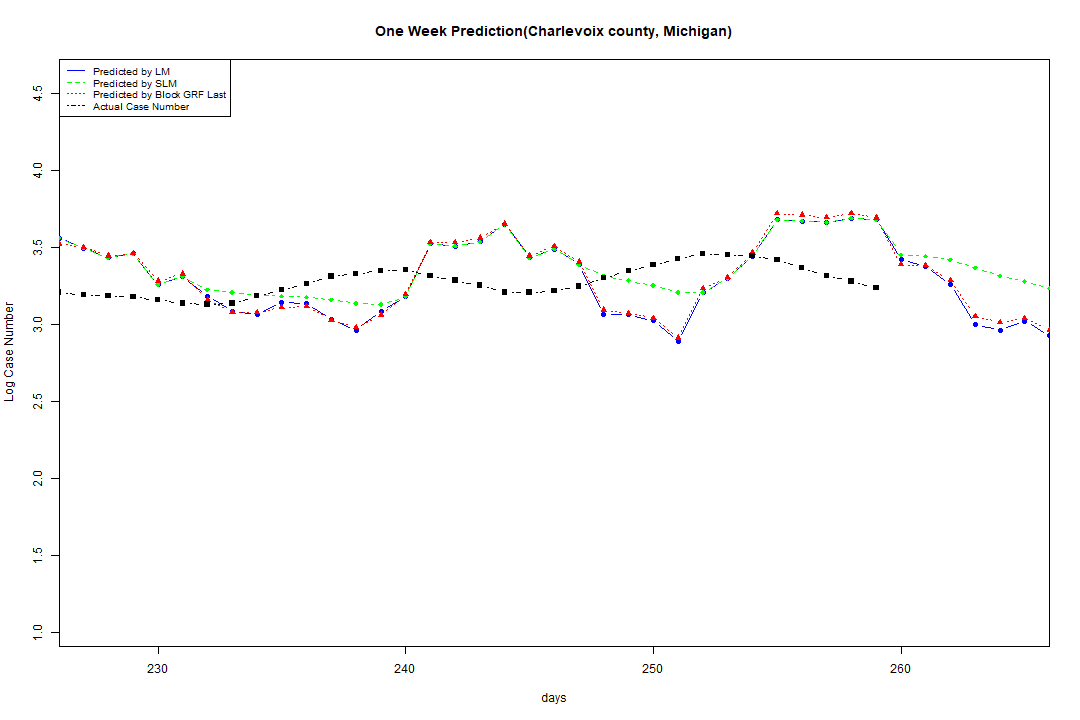 One Week Prediction(Charlevoix county, Michigan)
Predicted by LM
Predicted by SLM
Predicted by Block GRF Last
Actual Case Number
4.5
4.0
3.5
3.0
2.5
2.0
1.5
1.0
Log Case Number
230 240 250 260
days